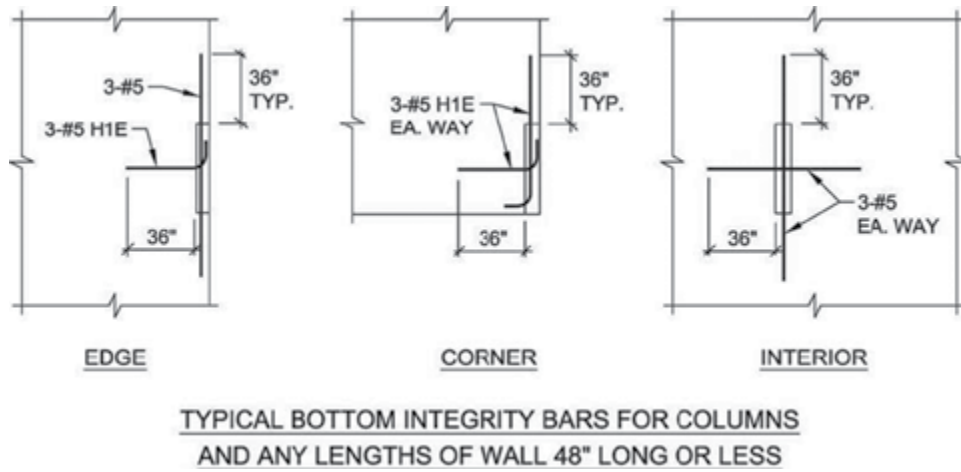 3-#5
36"
TYP.
3-#5 H1E
36"
EDGE
3-#5 H1E
EA. WAY
36"
TYP.
36"
CORNER
36"
TYP.
3-#5
EA. WAY
36"
INTERIOR
TYPICAL BOTTOM INTEGRITY BARS FOR COLUMNS
AND ANY LENGTHS OF WALL 48" LONG OR LESS